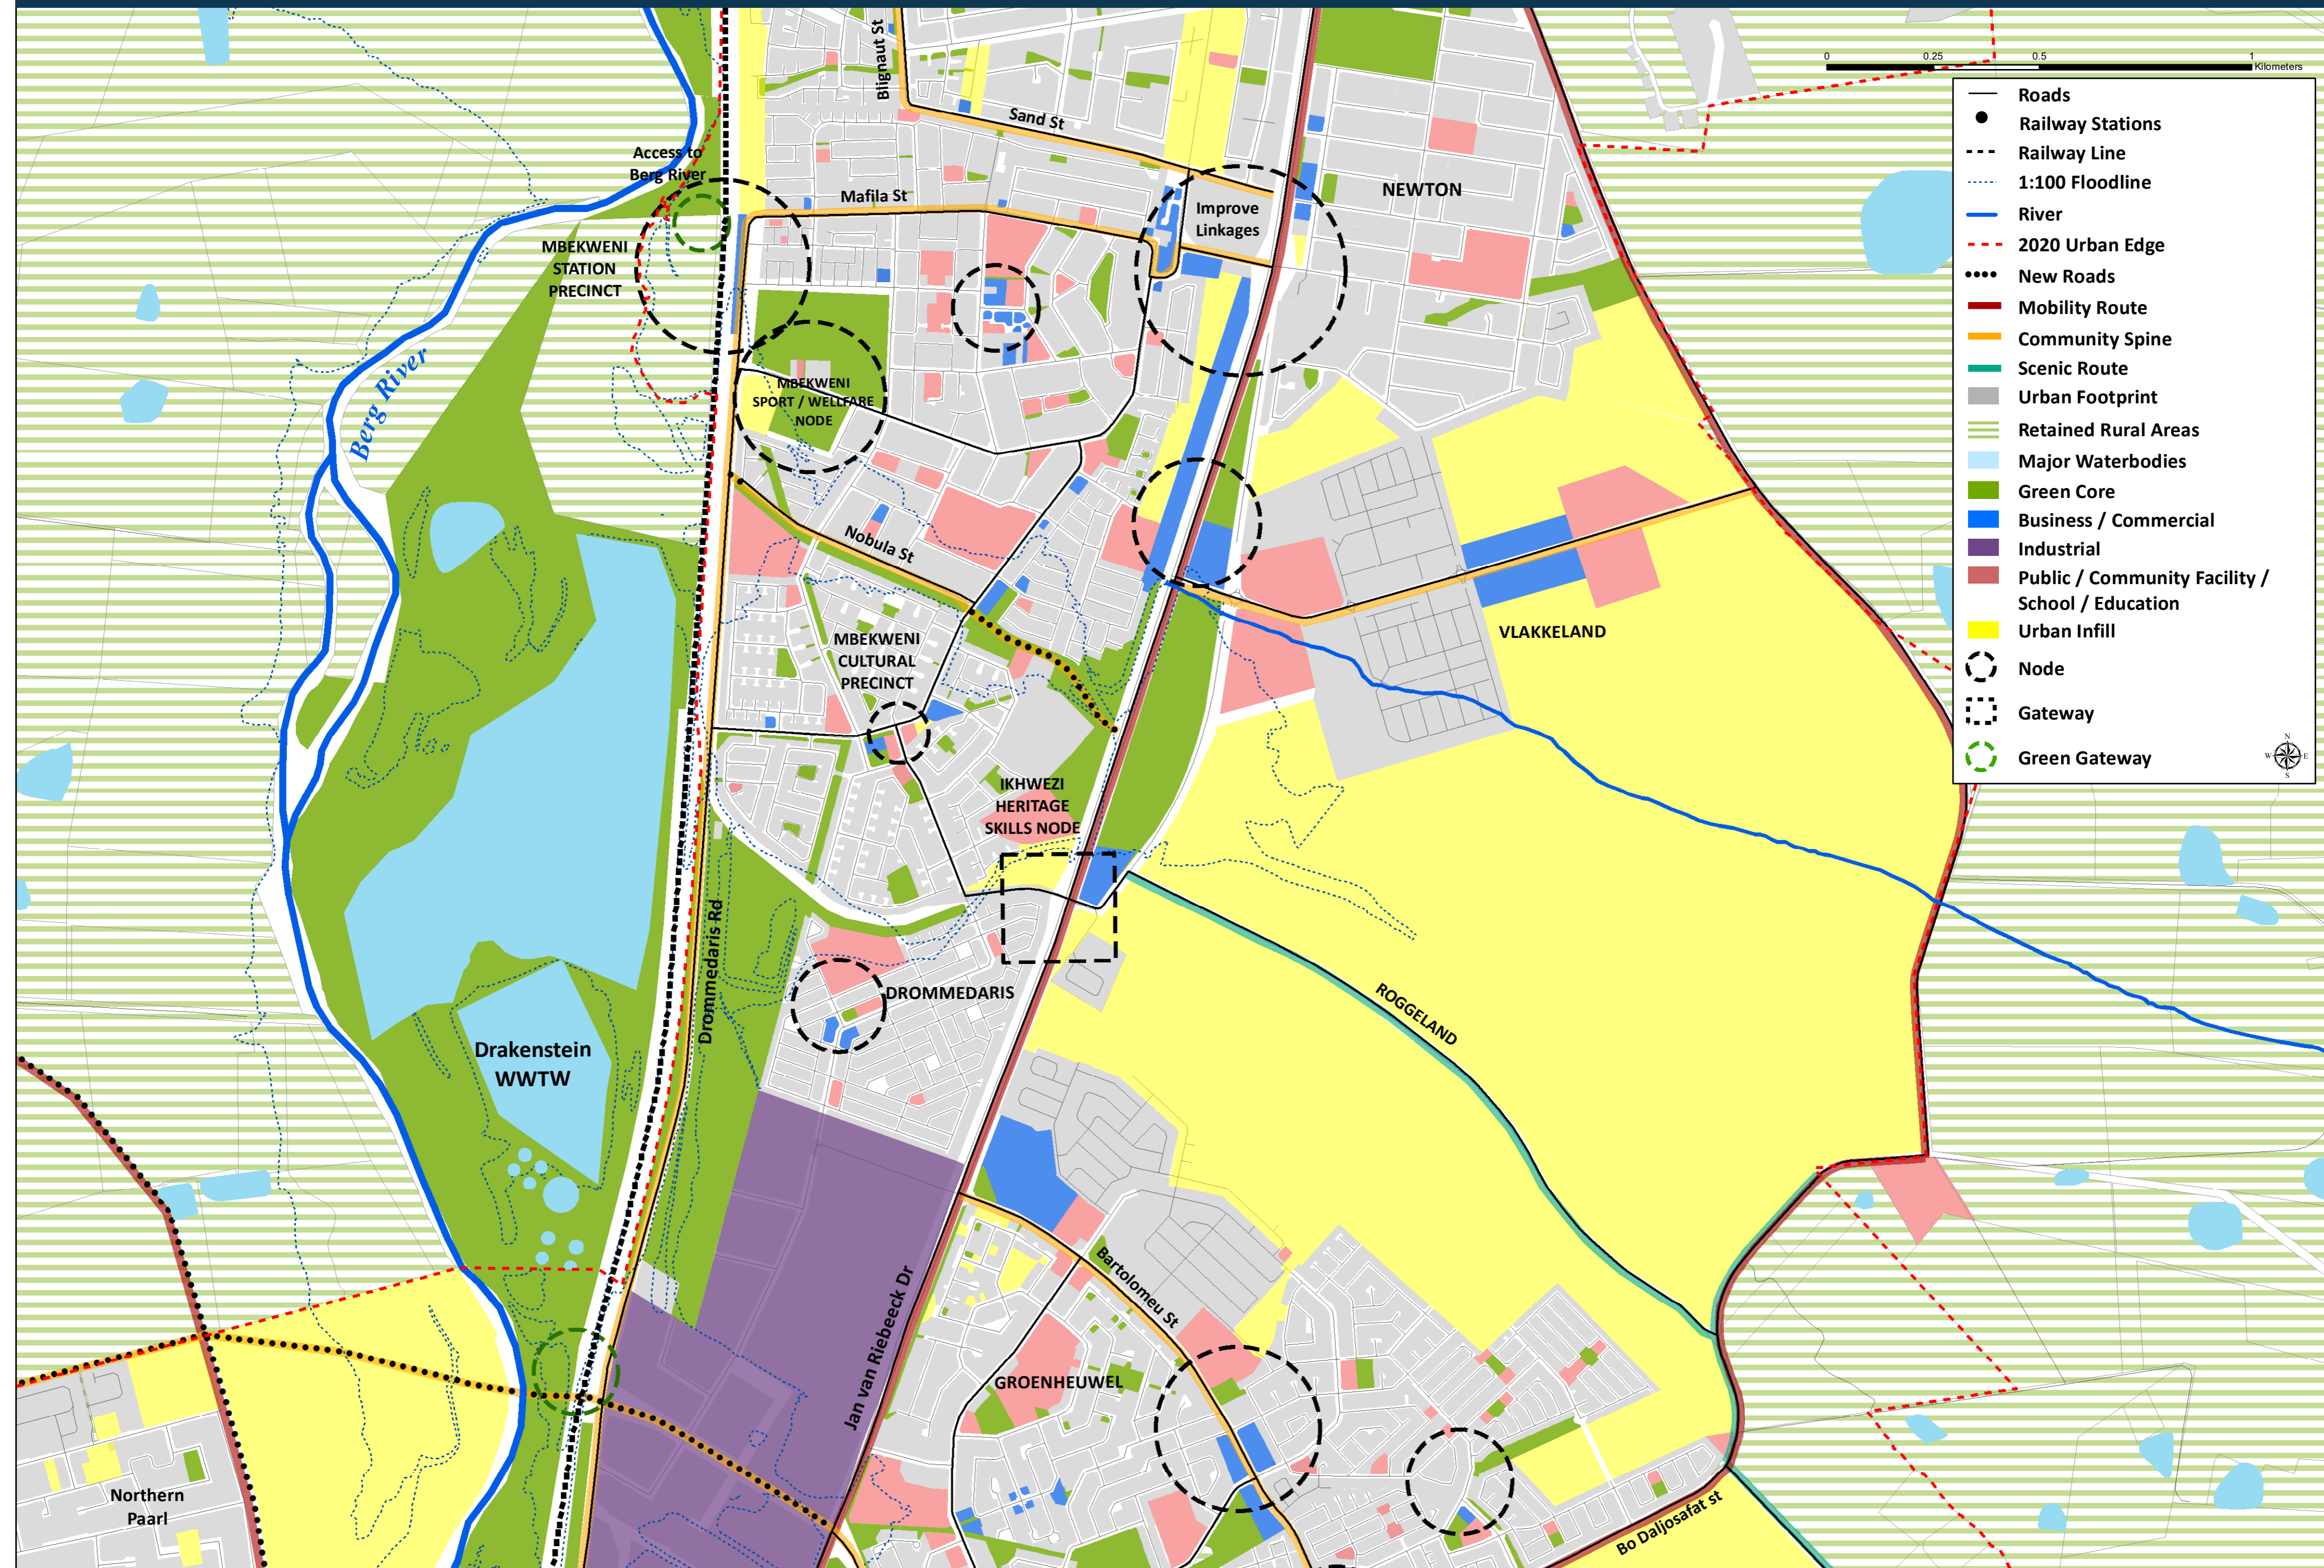 Blignaut St
Sand St
Access to
Berg River
Mafila St
Improve
Linkages
NEWTON
MBEKWENI
STATION
PRECINCT
Berg River
MBEKWENI
SPORT / WELLFARE
NODE
Nobula St
MBEKWENI
CULTURAL
PRECINCT
VLAKKELAND
IKHWEZI
HERITAGE
SKILLS NODE
Drommedaris Rd
DROMMEDARIS
ROGGELAND
Drakenstein
WWTW
Bartolomeu St
Jan van Riebeck Dr
GROENHEUWEL
Northern
Paarl
Bo Daljosafat st
0 0.25 0.5 1
Kilometers
Roads
Railway Stations
Railway Line
1:100 Floodline
River
2020 Urban Edge
New Roads
Mobility Route
Community Spine
Scenic Route
Urban Footprint
Retained Rural Areas
Major Waterbodies
Green Core
Business / Commercial
Industrial
Public / Community Facility /
School / Education
Urban Infill
Node
Gateway
Green Gateway
N
W E
S